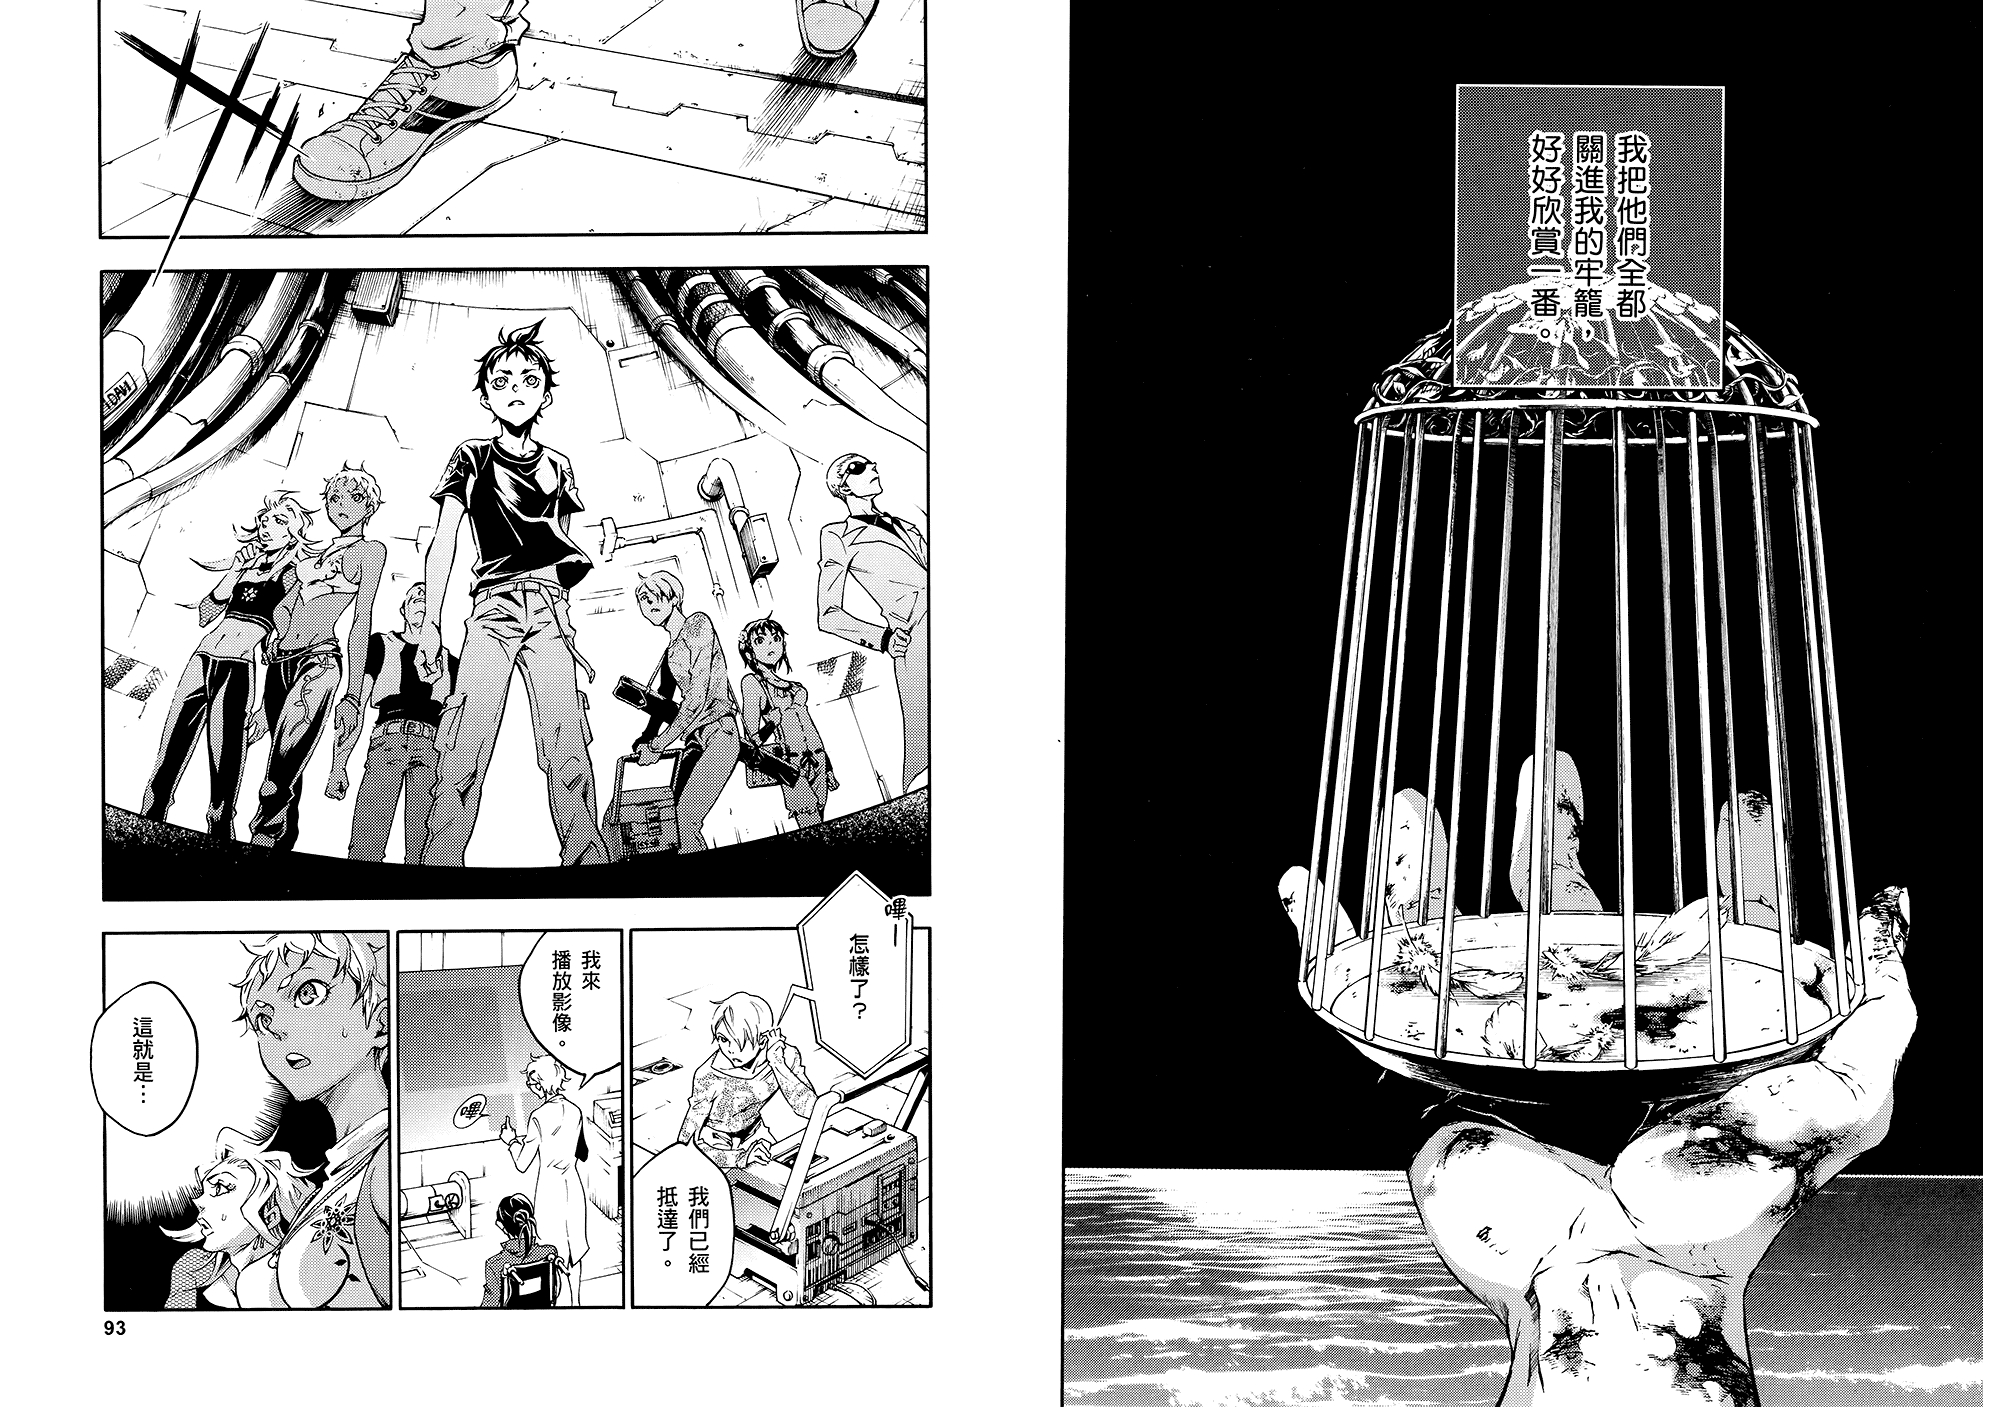 我把他們全都
關進我的牢籠，
好好欣賞一番。
嗶—
怎樣了？
我們已經
抵達了。
我來
播放影像。
嗶
這就是…
93